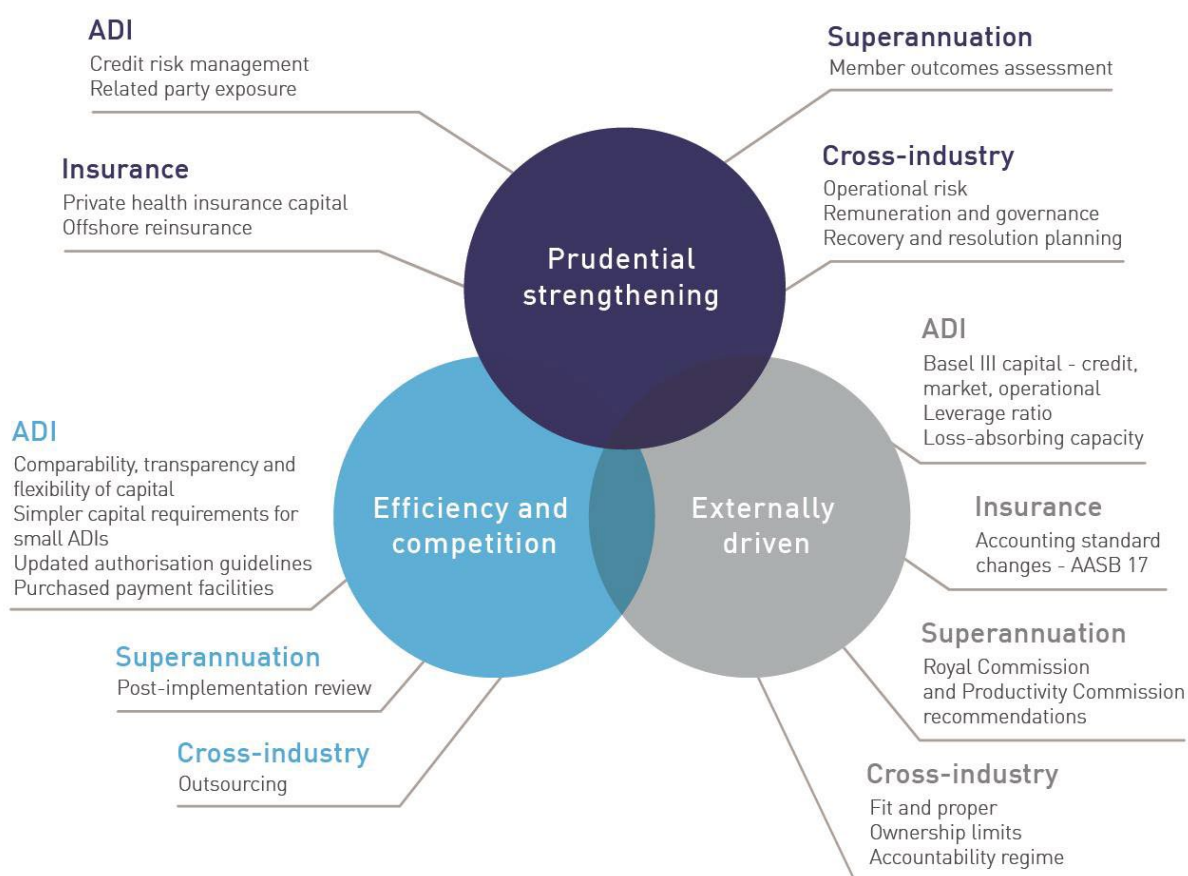 ADI
Credit risk management
Related party exposure
Superannuation
Member outcomes assessment
Insurance
Private health insurance capital
Offshore reinsurance
Cross-industry
Operational risk
Remuneration and governance
Recovery and resolution planning
Prudential
strengthening
ADI
Basel III capital - credit,
market, operational
Leverage ratio
Loss-absorbing capacity
ADI
Comparability, transparency and
flexibility of capital
Simpler capital requirements for
small ADIs
Updated authorisation guidelines
Purchased payment facilities
Efficiency and
competition
Externally
driven
Insurance
Accounting standard
changes - AASB 17
Superannuation
Post-implementation review
Superannuation
Royal Commission
and Productivity Commission
recommendations
Cross-industry
Outsourcing
Cross-industry
Fit and proper
Ownership limits
Accountability regime